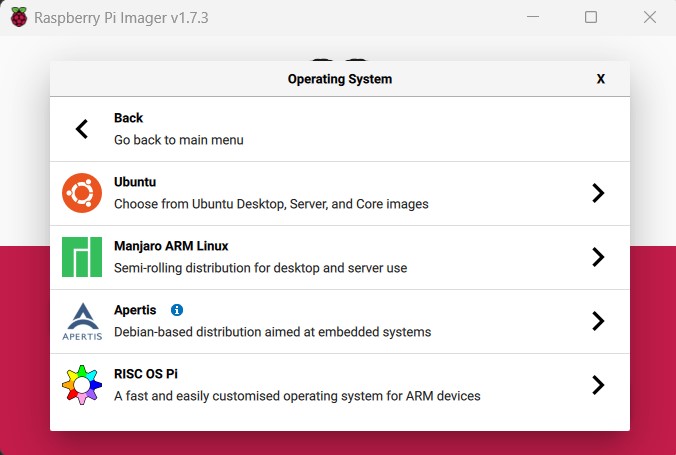 Raspberry Pi Imager v1.7.3
Operating System
X
Back
Go back to main menu
Ubuntu
Choose from Ubuntu Desktop, Server, and Core images
Manjaro ARM Linux
Semi-rolling distribution for desktop and server use
APERTIS
Apertis
Debian-based distribution aimed at embedded systems
RISC OS Pi
A fast and easily customised operating system for ARM devices